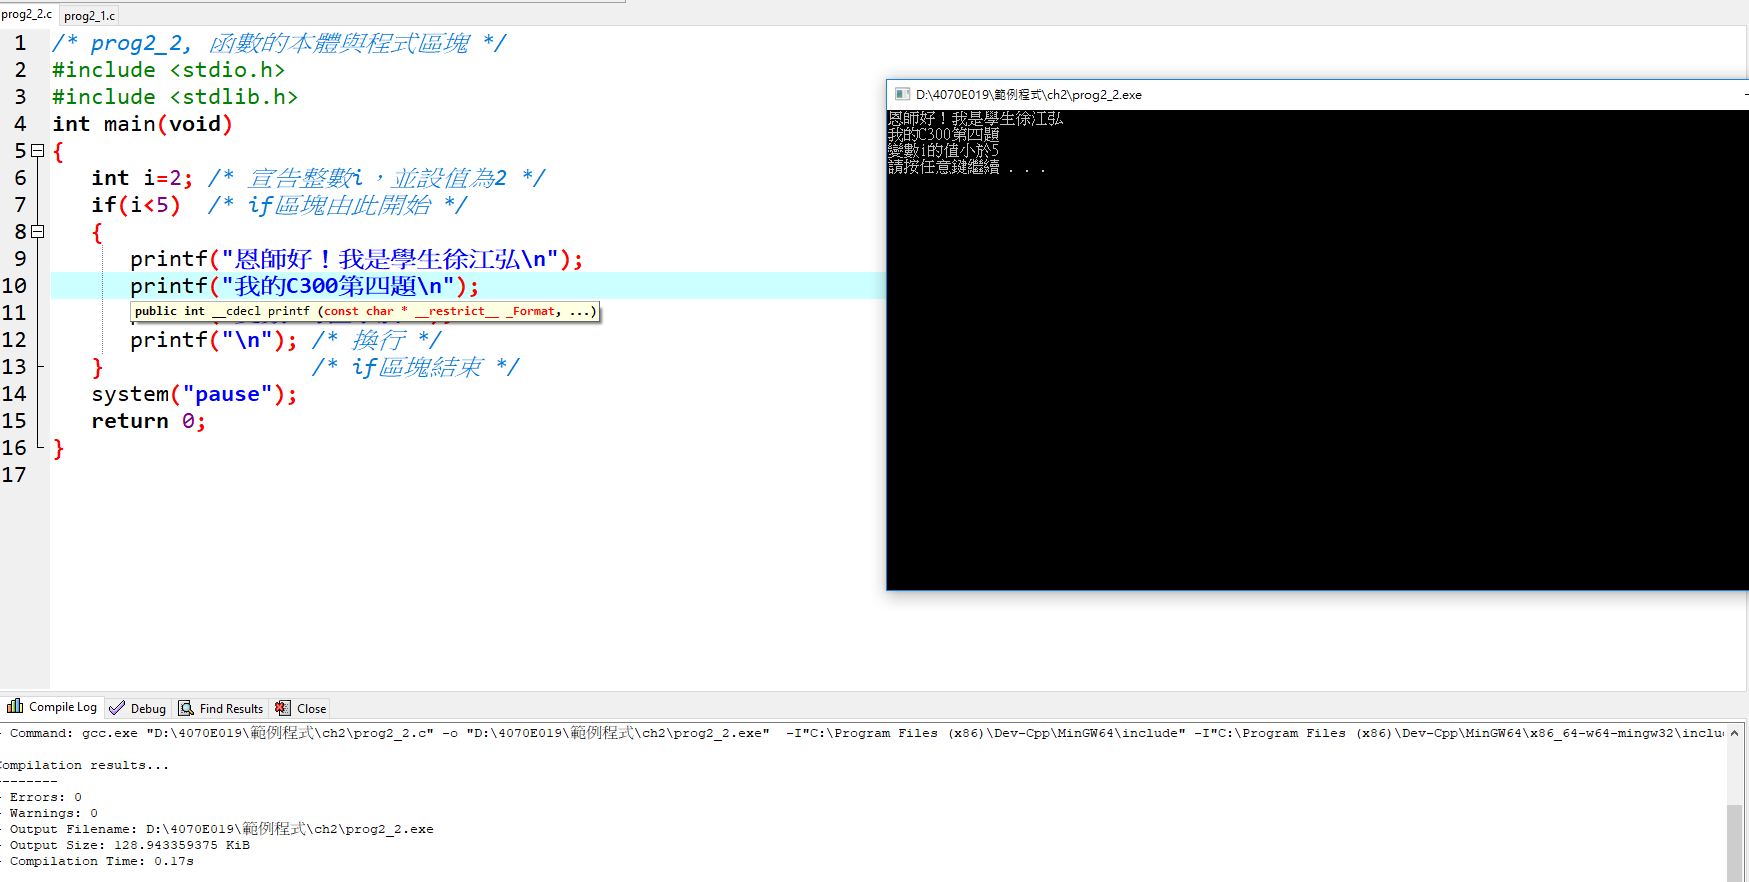 prog2_2.c prog2_1.c
1 /* prog2_2, 函數的本體與程式區塊 */
2 #include <stdio.h>
3 #include <stdlib.h>
4 int main(void)
5 {
6 int i=2; /* 宣告整數i，並設值為2 */
7 if(i<5) /* if區塊由此開始 */
8 {
9 printf("恩師好！我是學生徐江弘\n");
10 printf("我的C300第四題\n");
public int __cdecl printf (const char * __restrict__ _Format, ...)
11
12 printf("\n"); /* 換行 */
13 } /* if區塊結束 */
14 system("pause");
15 return 0;
16 }
17
D:\4070E019\範例程式\ch2\prog2_2.exe
恩師好！我是學生徐江弘
我的C300第四題
變數i的值小於5
請按任意鍵繼續 . . .
Compile Log Debug Find Results Close
- Command: gcc.exe "D:\4070E019\範例程式\ch2\prog2_2.c" -o "D:\4070E019\範例程式\ch2\prog2_2.exe" -I"C:\Program Files (x86)\Dev-Cpp\MinGW64\include" -I"C:\Program Files (x86)\Dev-Cpp\MinGW64\x86_64-w64-mingw32\inclu
Compilation results...
--------
- Errors: 0
- Warnings: 0
- Output Filename: D:\4070E019\範例程式\ch2\prog2_2.exe
- Output Size: 128.943359375 KiB
- Compilation Time: 0.17s